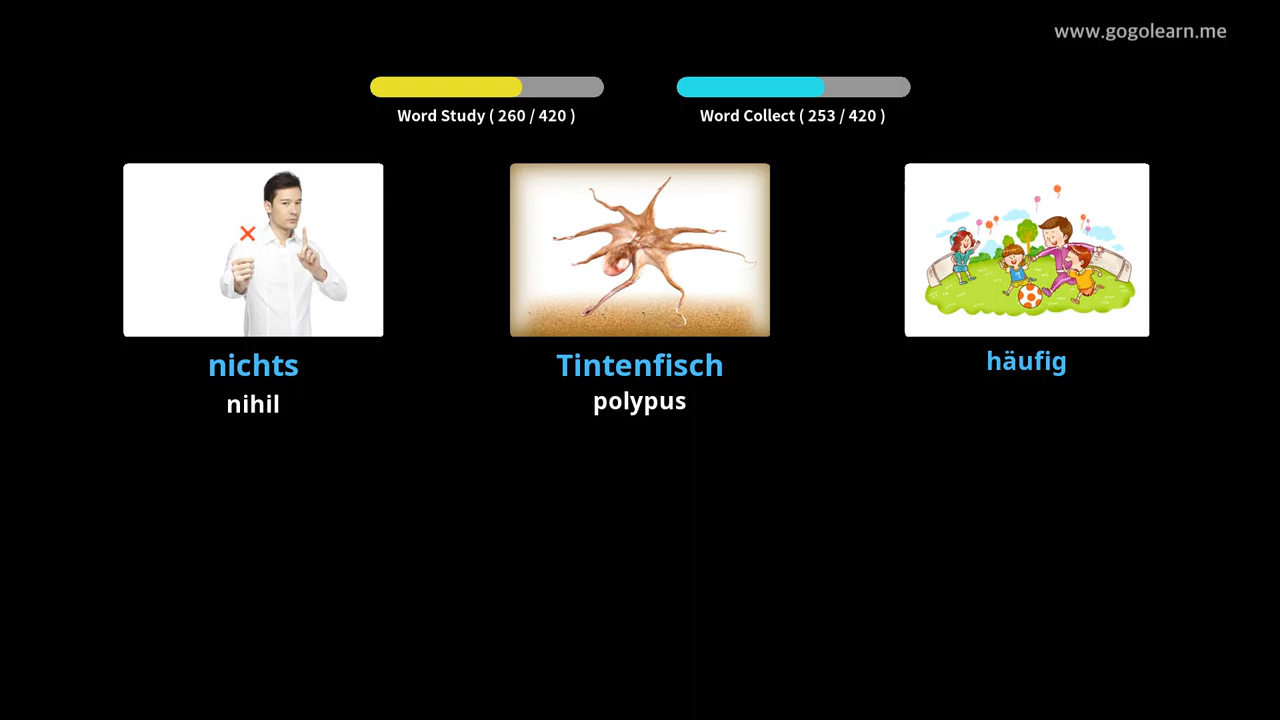 www.gogolearn.me
Word Study ( 260 / 420 )
Word Collect ( 253 / 420 )
nichts
nihil
Tintenfisch
polypus
häufig